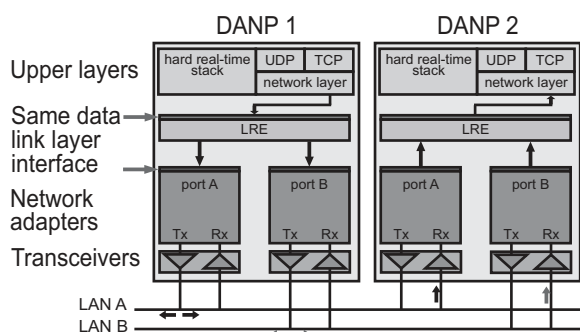 DANP 1 DANP 2
Upper layers
hard real-time stack UDP TCP network layer
hard real-time stack UDP TCP network layer
Same data link layer interface
LRE LRE
port A port B port A port B
Network adapters
Tx Rx Tx Rx Tx Rx Tx Rx
Transceivers
LAN A
LAN B